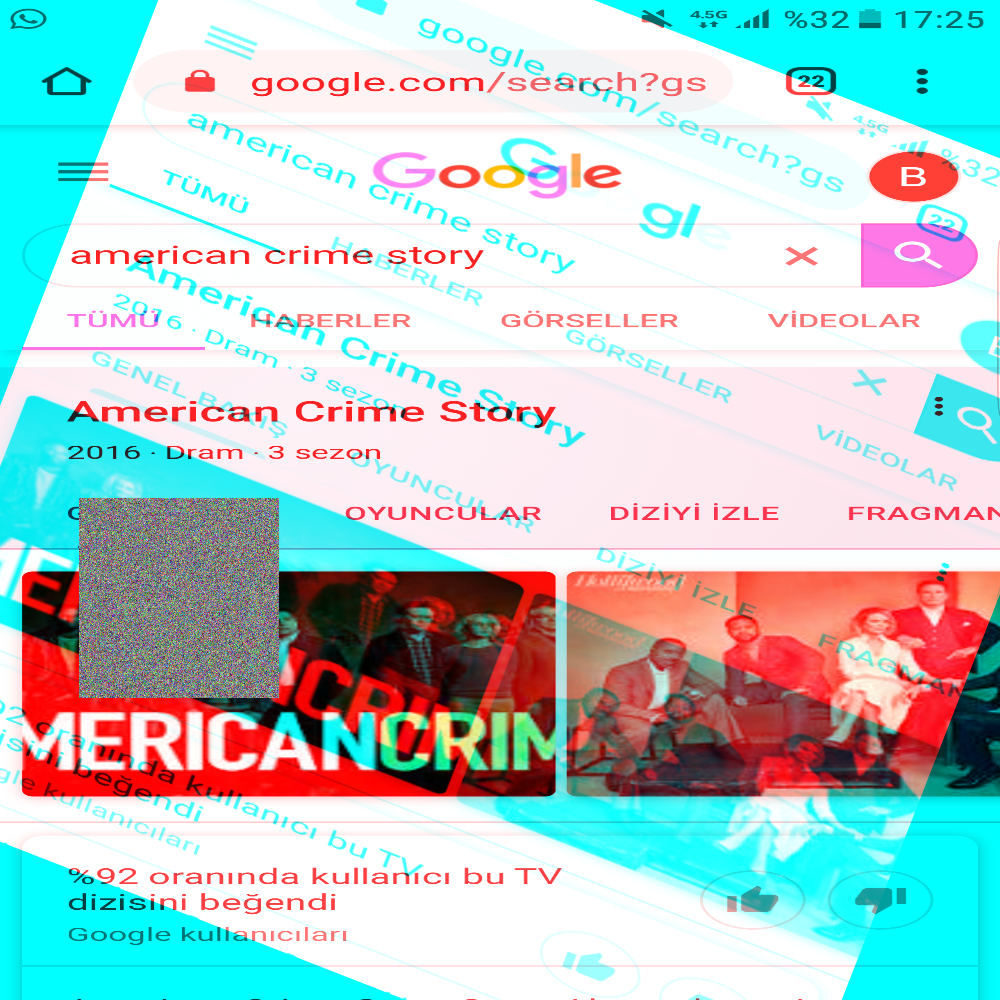 4.5G %32 17:25
google.com/search?gs 22
Google B
american crime story
TÜMÜ HABERLER GÖRSELLER VİDEOLAR
American Crime Story
2016 · Dram · 3 sezon
OYUNCULAR DİZİYİ İZLE FRAGMAN
MERICANCRIM
%92 oranında kullanıcı bu TV
dizisini beğendi
Google kullanıcıları